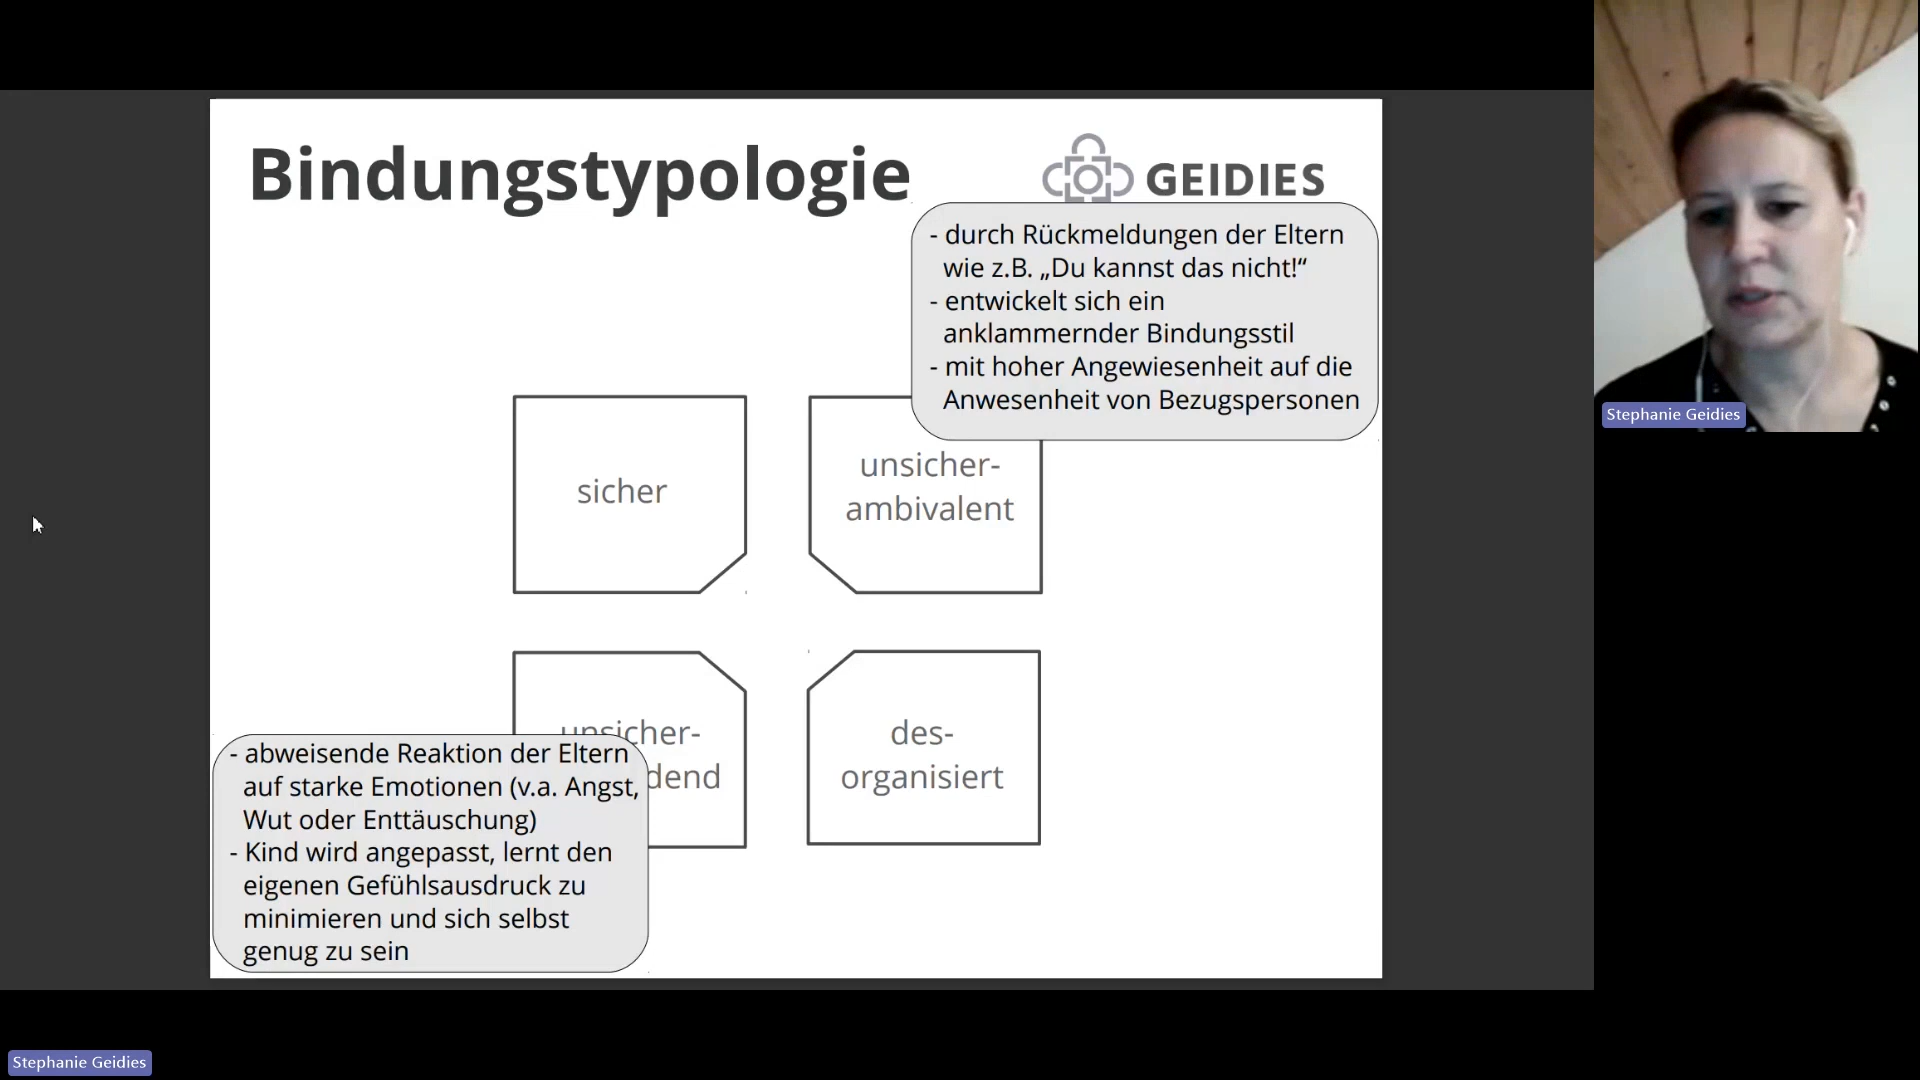 Bindungstypologie
GEIDIES
- durch Rückmeldungen der Eltern
wie z.B. „Du kannst das nicht!“
- entwickelt sich ein
anklammernder Bindungsstil
- mit hoher Angewiesenheit auf die
Anwesenheit von Bezugspersonen
Stephanie Geidies
sicher
unsicher-
ambivalent
unsicher-
dend
des-
organisiert
- abweisende Reaktion der Eltern
auf starke Emotionen (v.a. Angst,
Wut oder Enttäuschung)
- Kind wird angepasst, lernt den
eigenen Gefühlsausdruck zu
minimieren und sich selbst
genug zu sein
Stephanie Geidies